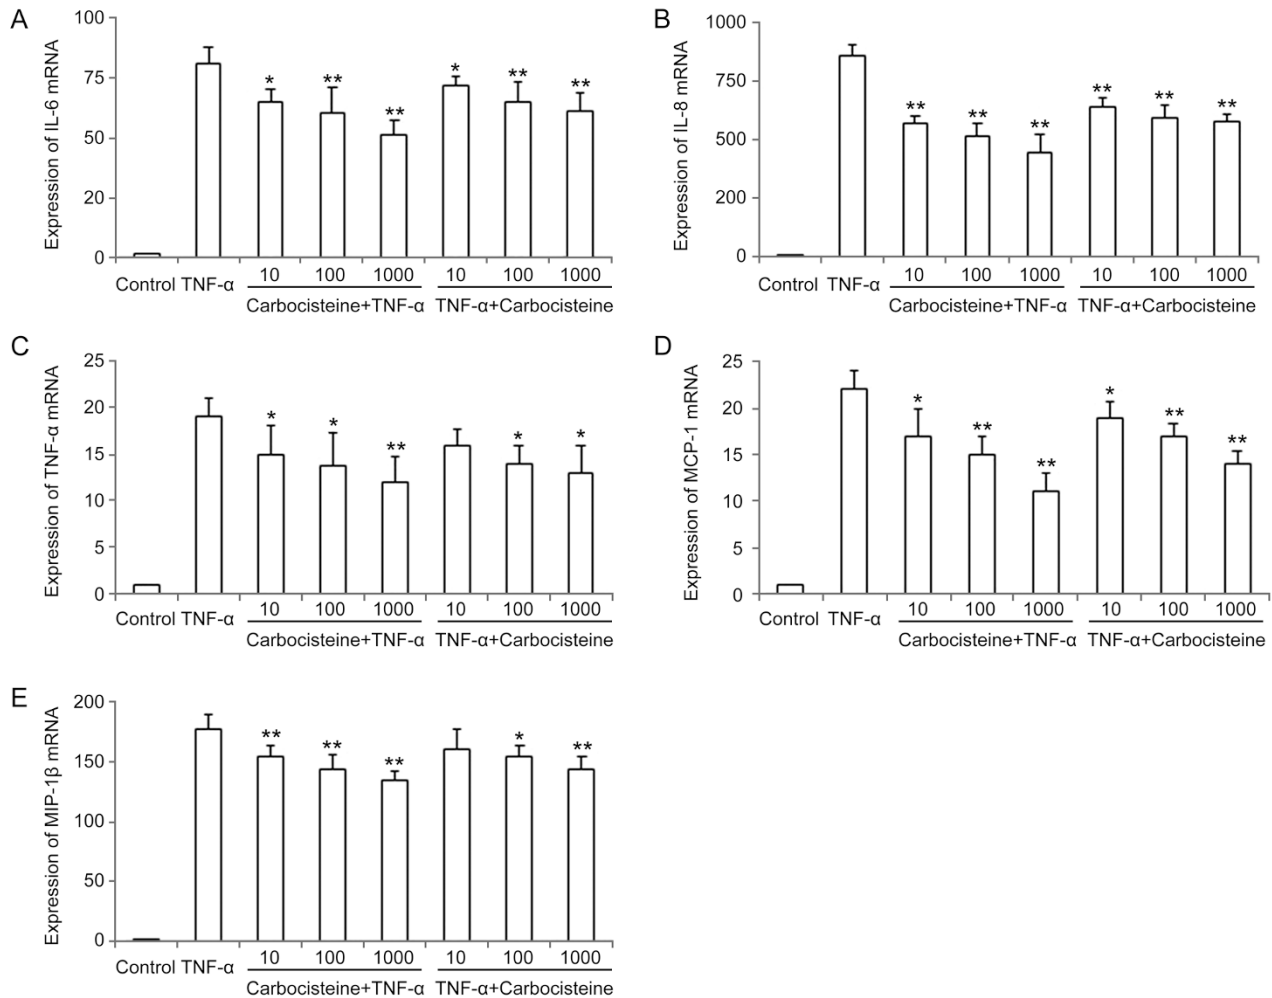 A
Expression of IL-6 mRNA
100
75
50
20
0
* ** ** * ** **
10 100 1000 10 100 1000
Control TNF-α
Carbocisteine+TNF-α TNF-α+Carbocisteine
B
Expression of IL-8 mRNA
1000
750
500
200
0
** ** ** ** ** **
10 100 1000 10 100 1000
Control TNF-α
Carbocisteine+TNF-α TNF-α+Carbocisteine
C
Expression of TNF-α mRNA
25
20
15
10
5
0
* * ** * *
10 100 1000 10 100 1000
Control TNF-α
Carbocisteine+TNF-α TNF-α+Carbocisteine
D
Expression of MCP-1 mRNA
25
20
15
10
5
0
* ** ** * ** **
10 100 1000 10 100 1000
Control TNF-α
Carbocisteine+TNF-α TNF-α+Carbocisteine
E
Expression of MIP-1β mRNA
200
150
100
50
0
** ** ** * **
10 100 1000 10 100 1000
Control TNF-α
Carbocisteine+TNF-α TNF-α+Carbocisteine